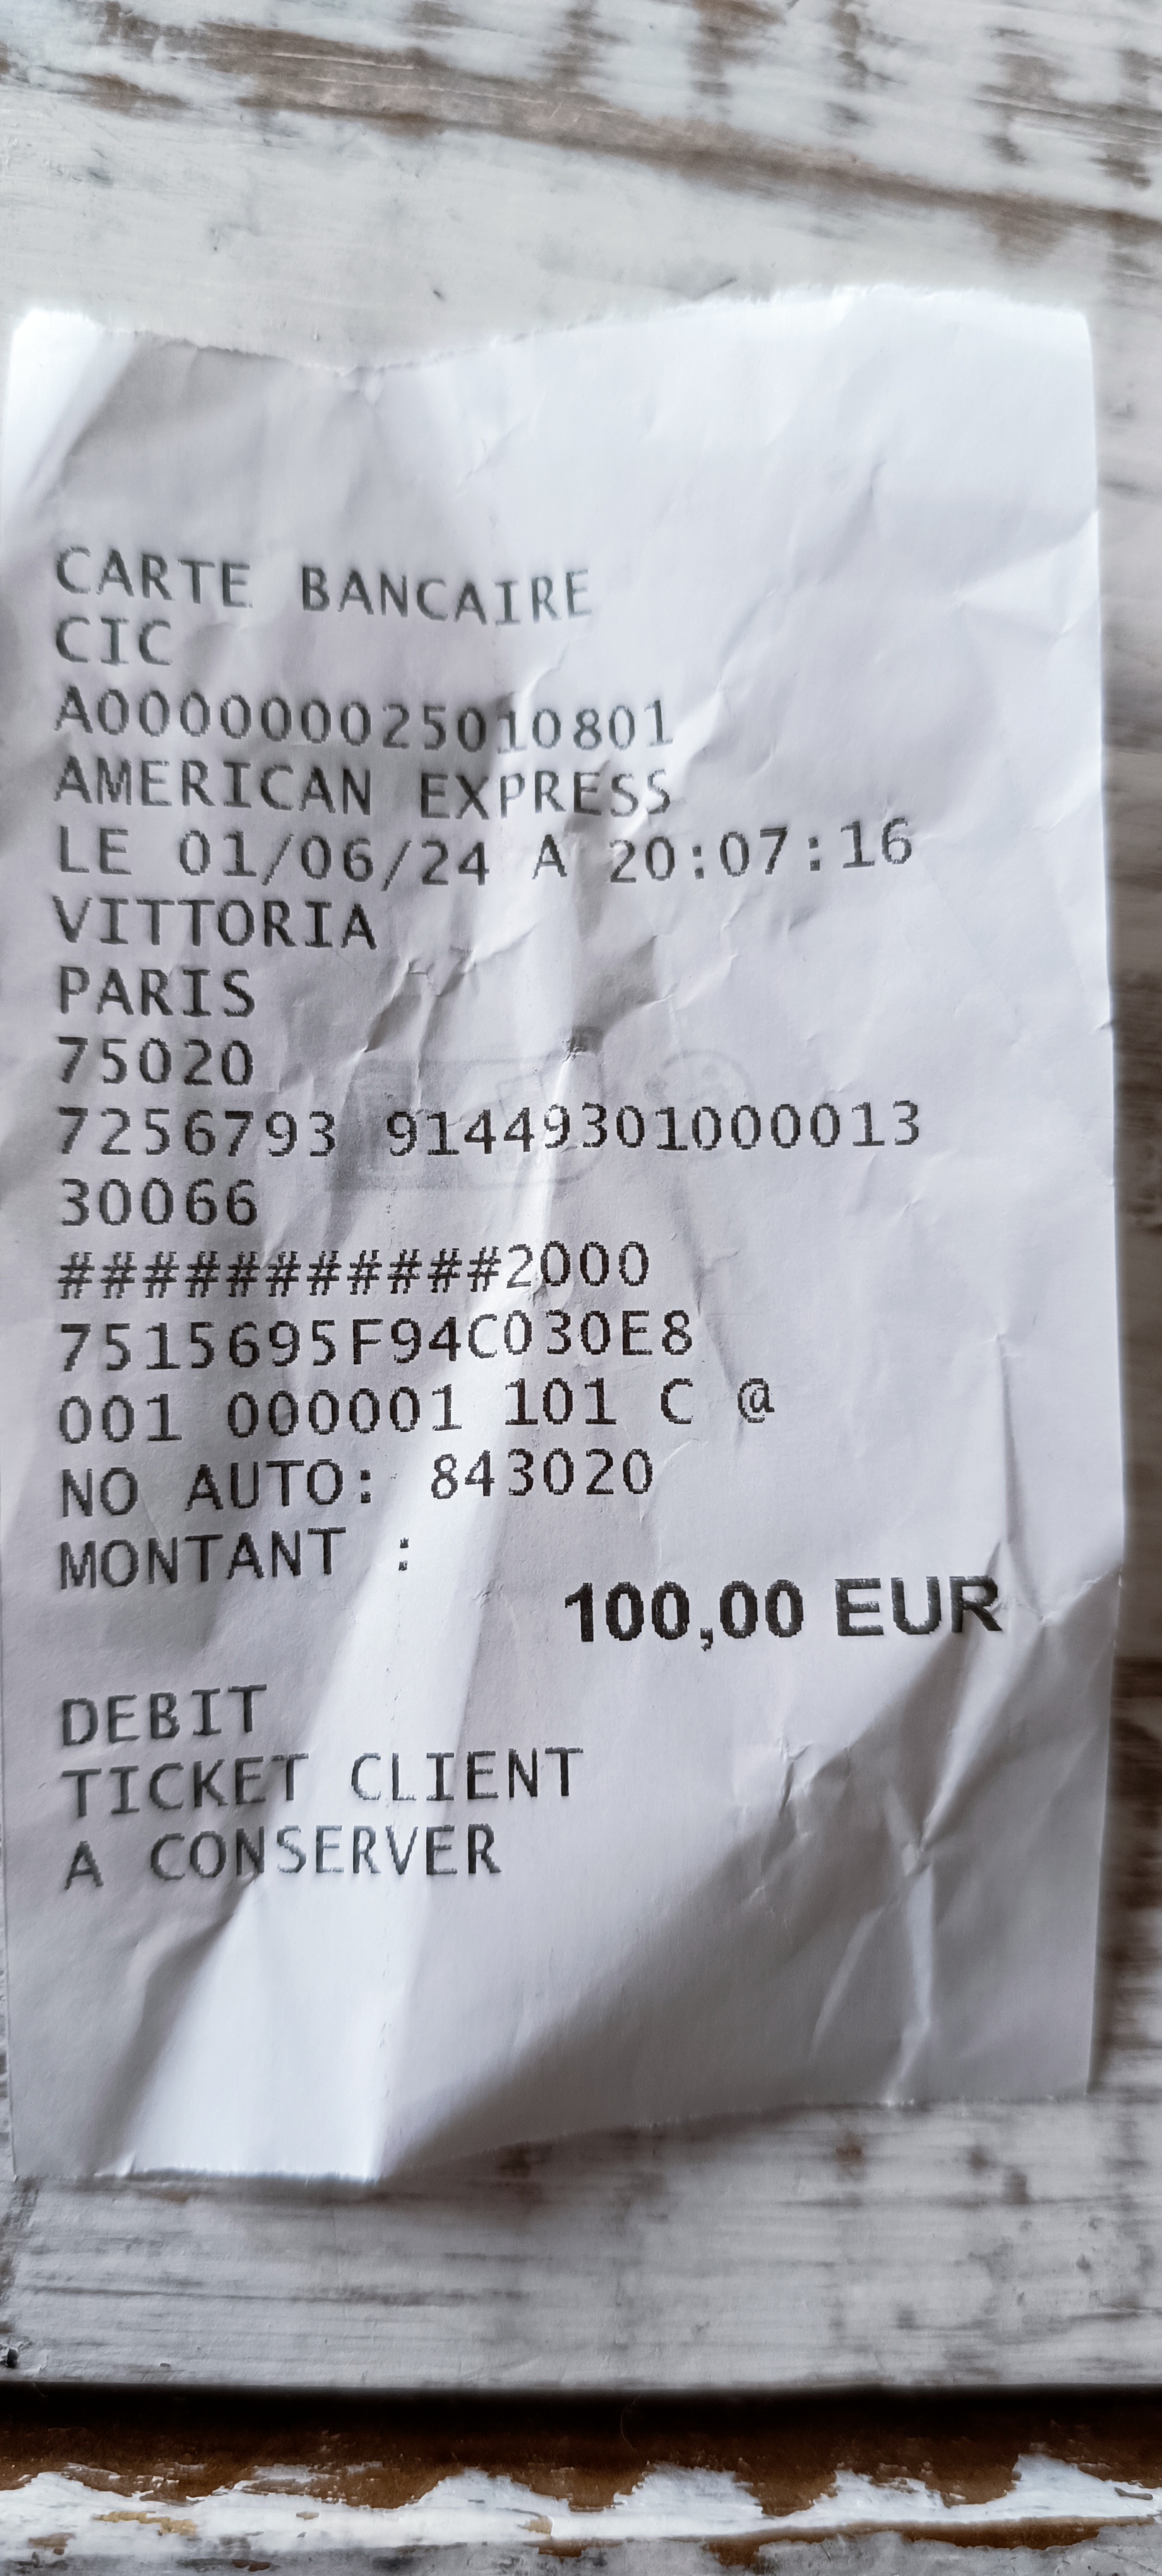 CARTE BANCAIRE
CIC
A000000025010801
AMERICAN EXPRESS
LE 01/06/24 A 20:07:16
VITTORIA
PARIS
75020
7256793 91449301000013
30066
###########2000
7515695F94C030E8
001 000001 101 C @
NO AUTO: 843020
MONTANT :
100,00 EUR
DEBIT
TICKET CLIENT
A CONSERVER